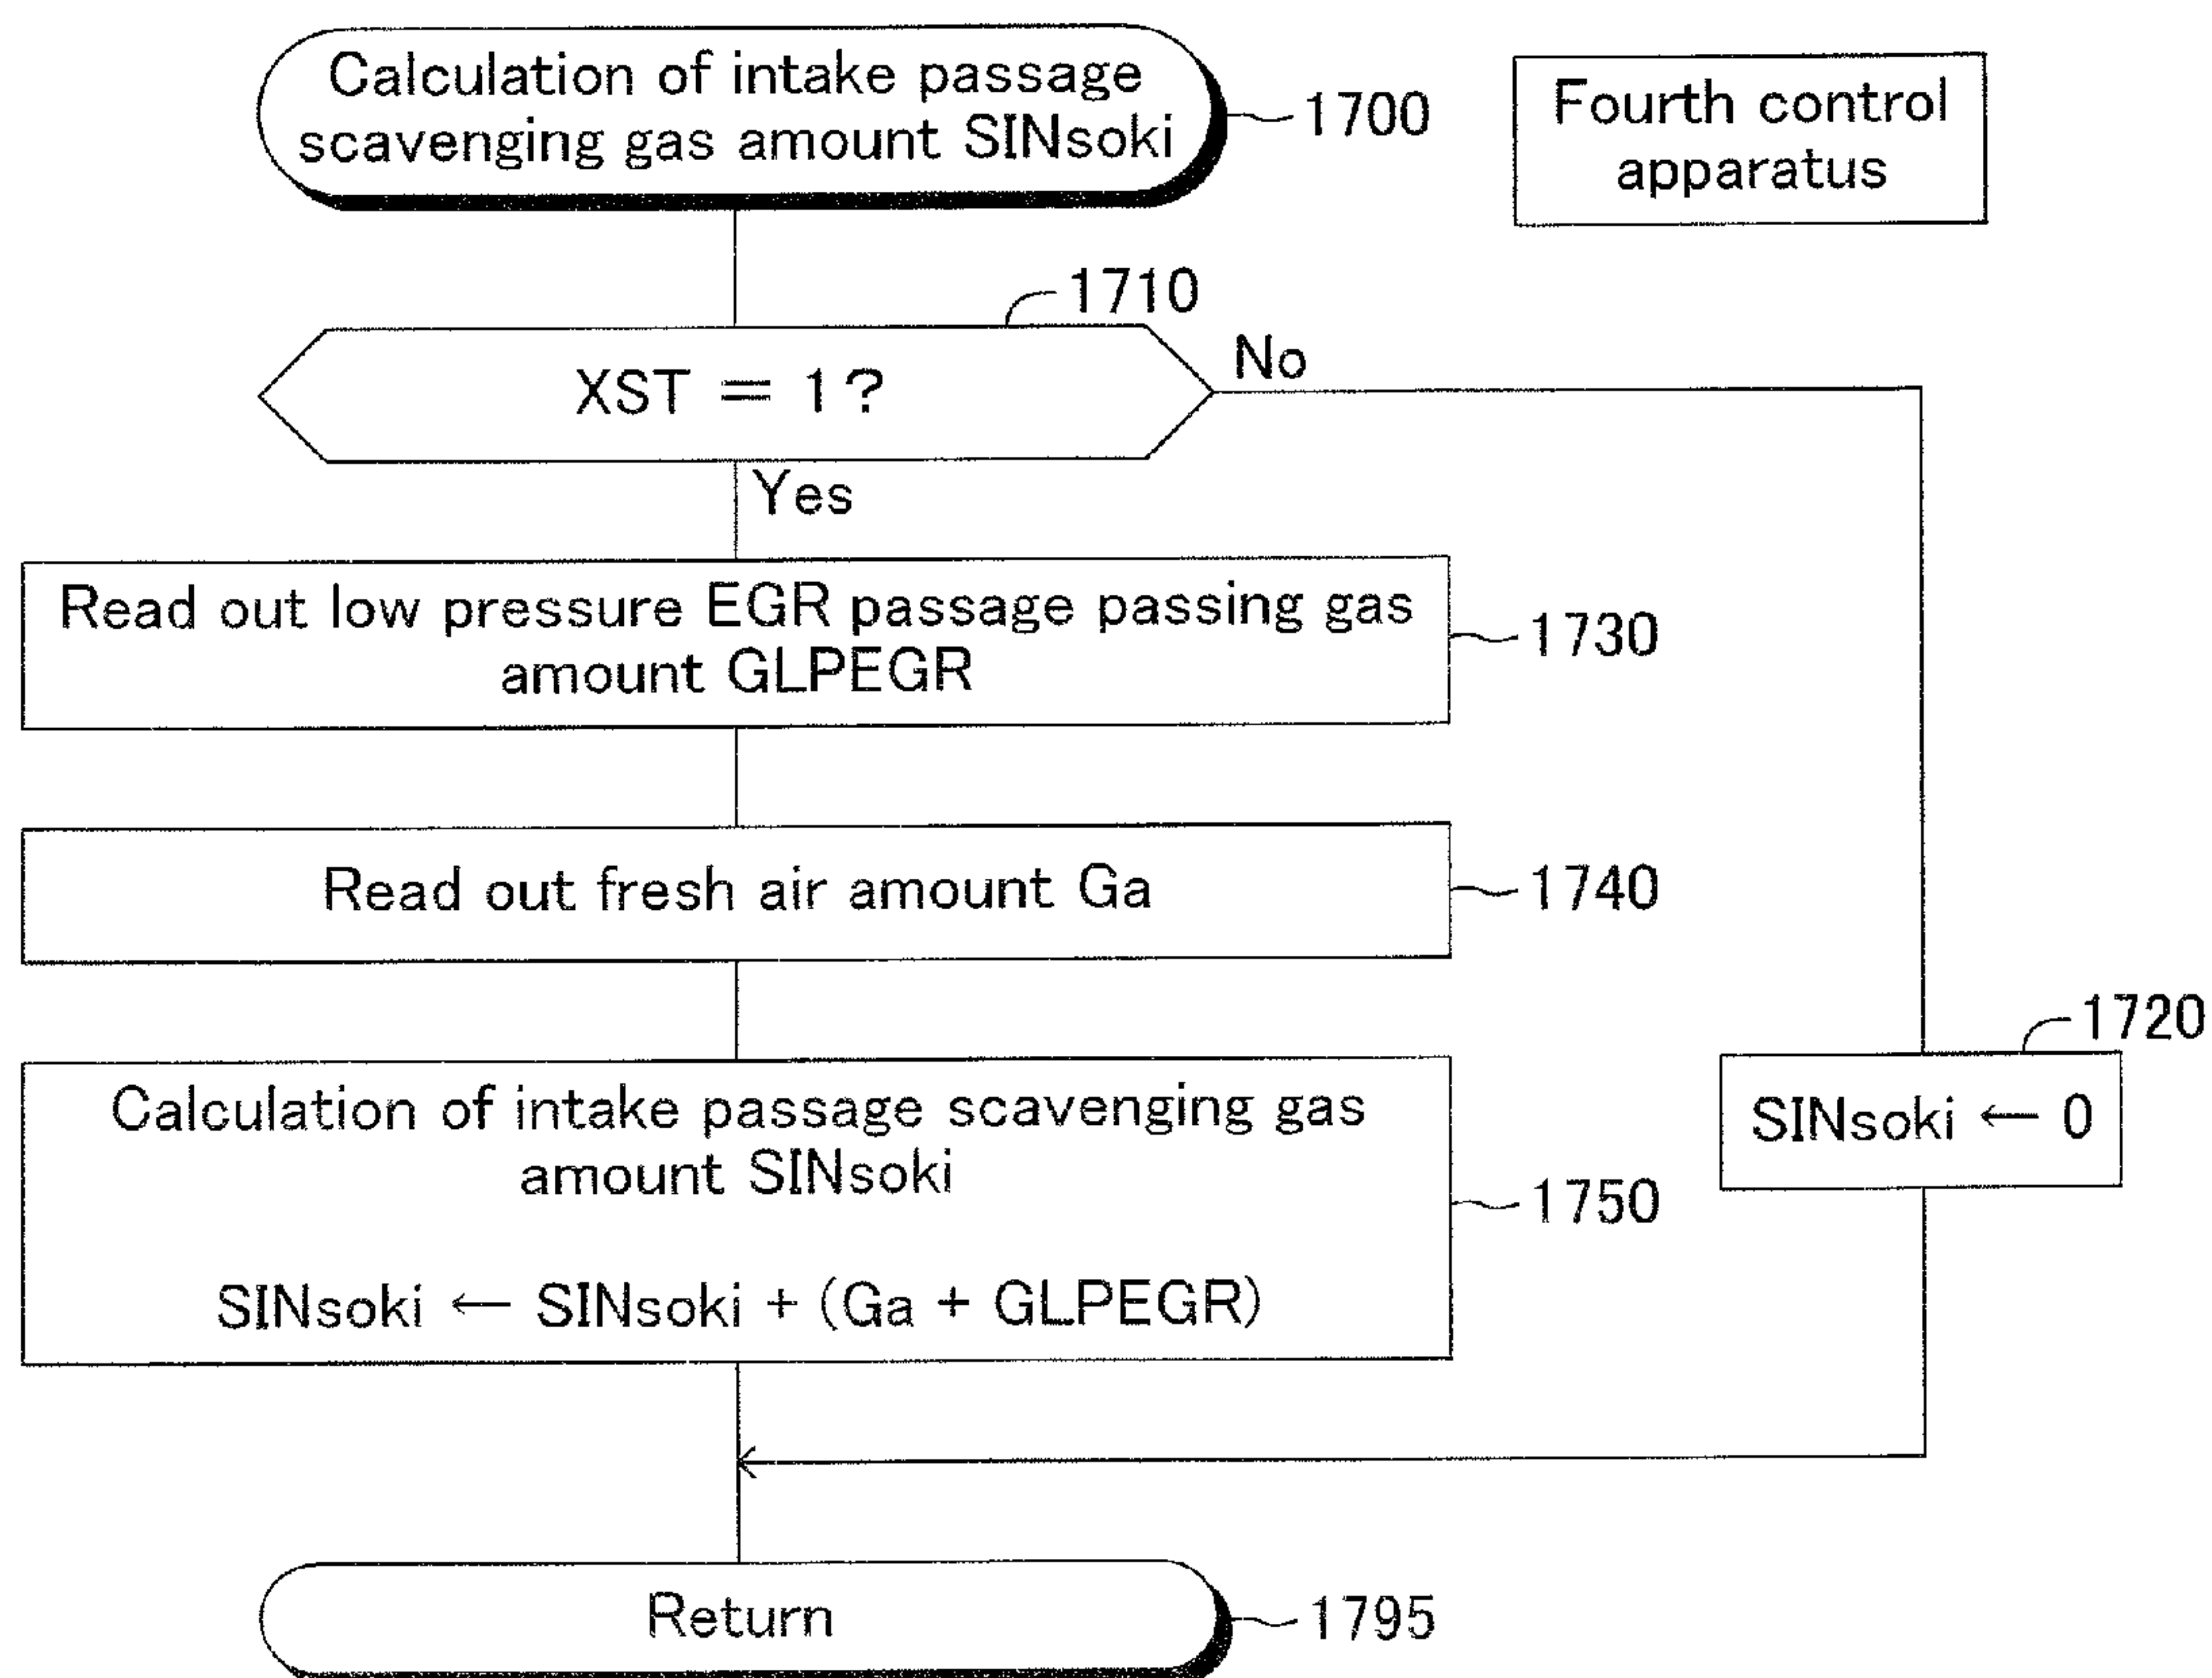 Calculation of intake passage
scavenging gas amount SINsoki
1700
Fourth control
apparatus
1710
XST = 1?
No
Yes
Read out low pressure EGR passage passing gas
amount GLPEGR
1730
Read out fresh air amount Ga
1740
Calculation of intake passage scavenging gas
amount SINsoki
SINsoki ← SINsoki + (Ga + GLPEGR)
1750
1720
SINsoki ← 0
Return
1795